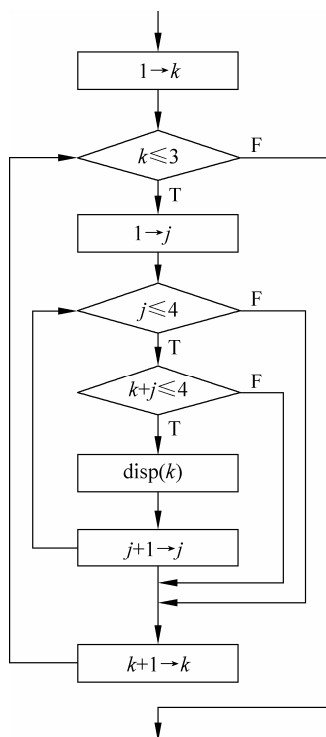 1→k
k≤3
F
T
1→j
j≤4
F
T
k+j≤4
F
T
disp(k)
j+1→j
k+1→k